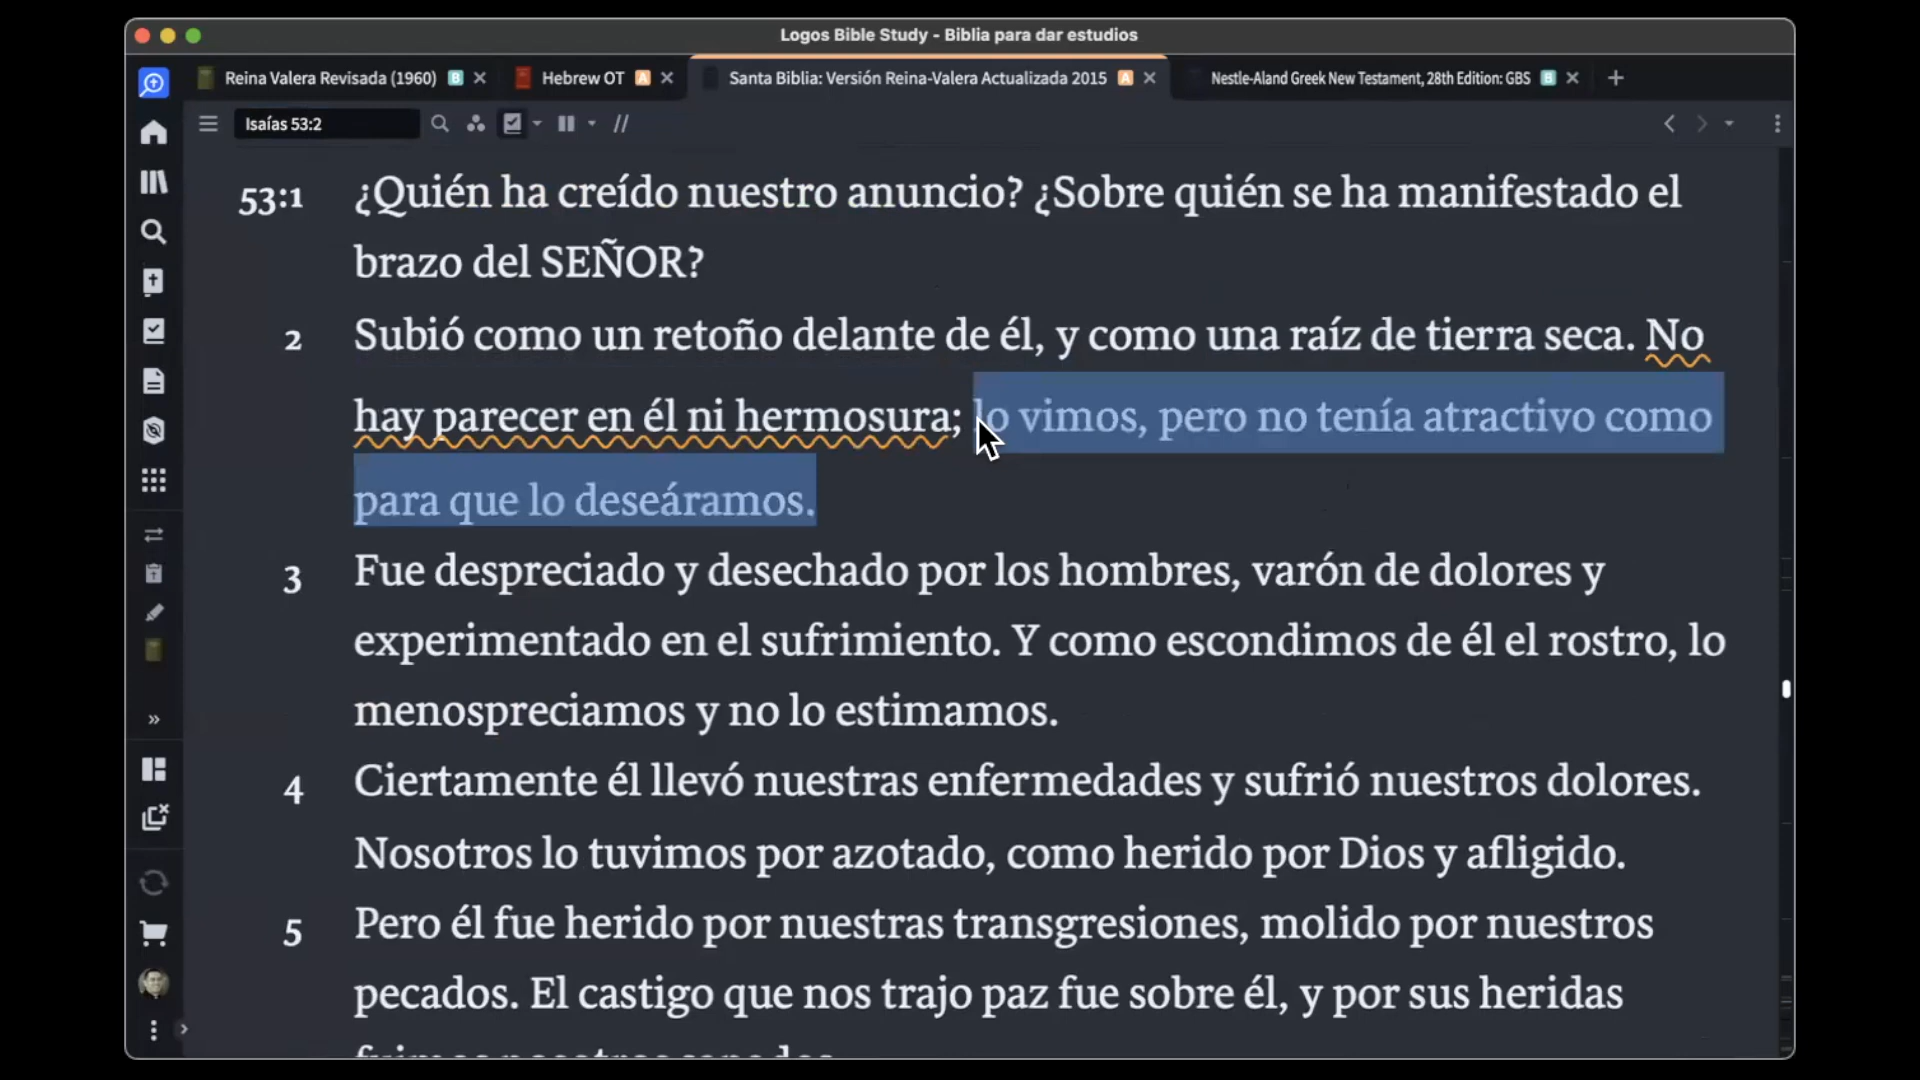 Logos Bible Study - Biblia para dar estudios
Reina Valera Revisada (1960) B
Hebrew OT A
Santa Biblia: Versión Reina-Valera Actualizada 2015 A
Nestle-Aland Greek New Testament, 28th Edition: GBS B
Isaías 53:2
53:1 ¿Quién ha creído nuestro anuncio? ¿Sobre quién se ha manifestado el
brazo del SEÑOR?
2 Subió como un retoño delante de él, y como una raíz de tierra seca. No
hay parecer en él ni hermosura; lo vimos, pero no tenía atractivo como
para que lo deseáramos.
3 Fue despreciado y desechado por los hombres, varón de dolores y
experimentado en el sufrimiento. Y como escondimos de él el rostro, lo
menospreciamos y no lo estimamos.
4 Ciertamente él llevó nuestras enfermedades y sufrió nuestros dolores.
Nosotros lo tuvimos por azotado, como herido por Dios y afligido.
5 Pero él fue herido por nuestras transgresiones, molido por nuestros
pecados. El castigo que nos trajo paz fue sobre él, y por sus heridas